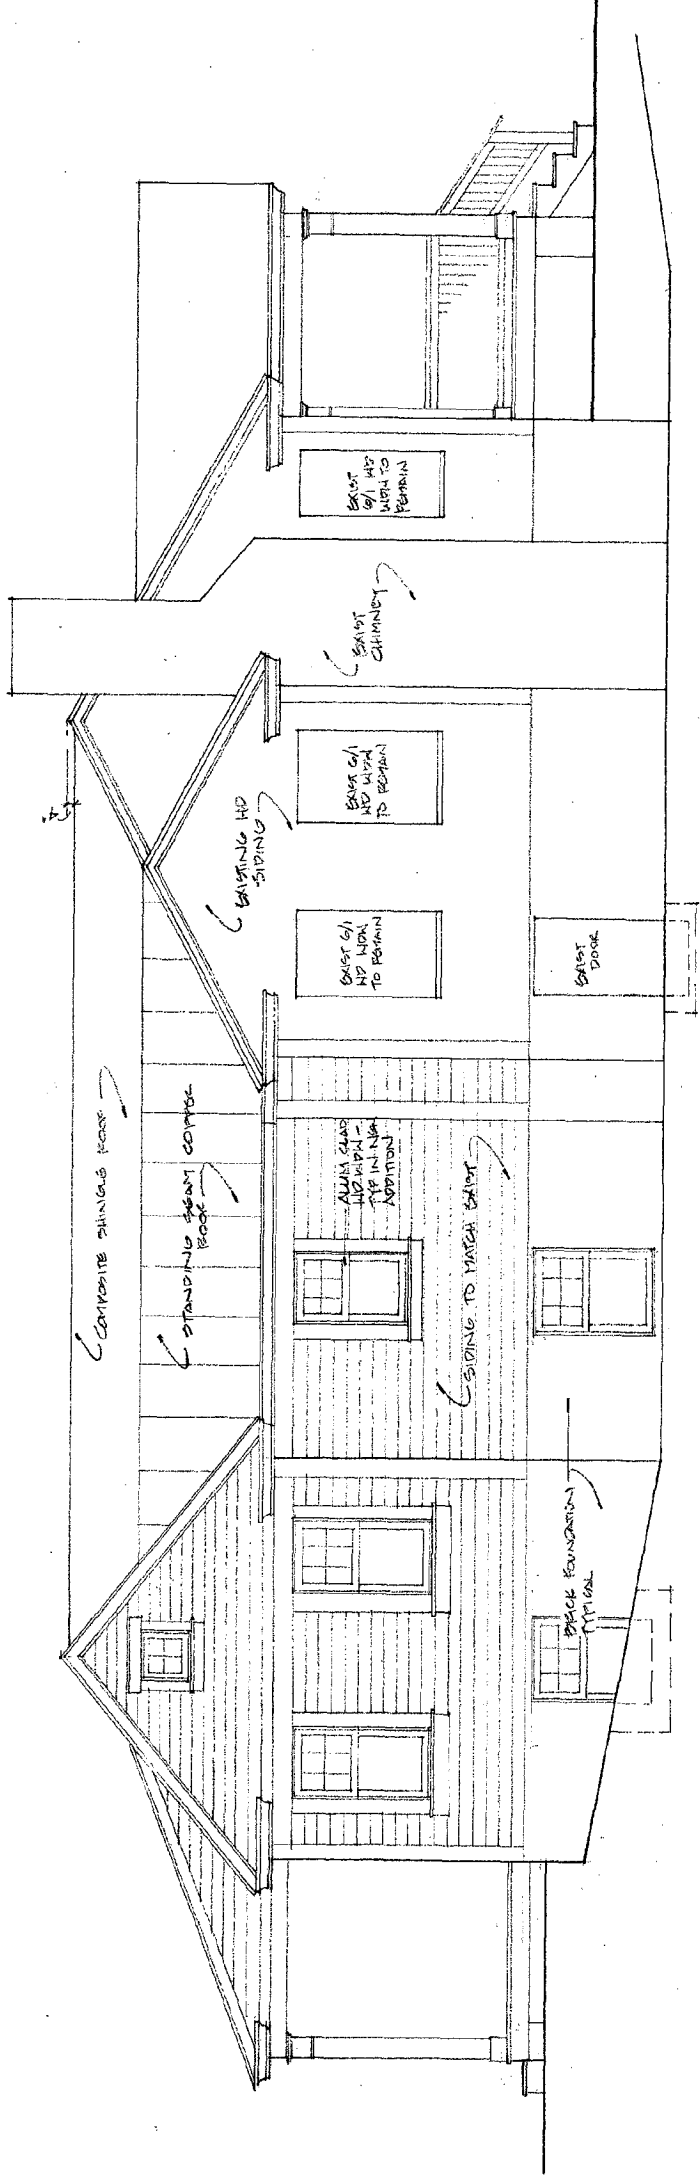 COMPOSITE SHINGLE ROOF
STANDING SEAM COPPER
ROOF
4"
EXISTING WD
SIDING
EXIST
CHIMNEY
EXIST
6/1 WD
WDW TO
REMAIN
EXIST 6/1
WD WDW
TO REMAIN
EXIST 6/1
WD WDW
TO REMAIN
ALUM CLAD
WD WDW -
TYP IN NEW
ADDITION
SIDING TO MATCH EXIST
EXIST
DOOR
BRICK FOUNDATION
TYPICAL